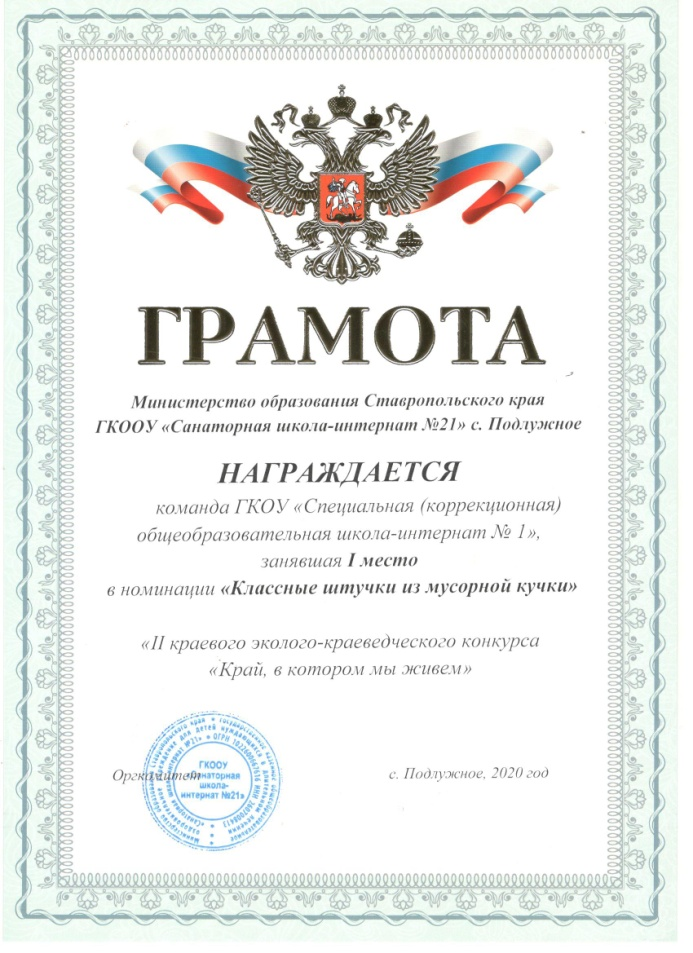 ГРАМОТА
Министерство образования Ставропольского края
ГКООУ «Санаторная школа-интернат №21» с. Подлужное
НАГРАЖДАЕТСЯ
команда ГКОУ «Специальная (коррекционная)
общеобразовательная школа-интернат № 1»,
занявшая I место
в номинации «Классные штучки из мусорной кучки»
«II краевого эколого-краеведческого конкурса
«Край, в котором мы живем»
Оргкомитет
с. Подлужное, 2020 год
ГКООУ
«Санаторная
школа-
интернат №21»